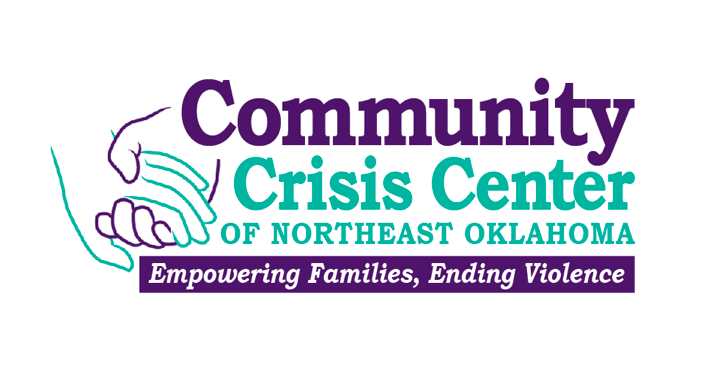 Community
Crisis Center
OF NORTHEAST OKLAHOMA
Empowering Families, Ending Violence